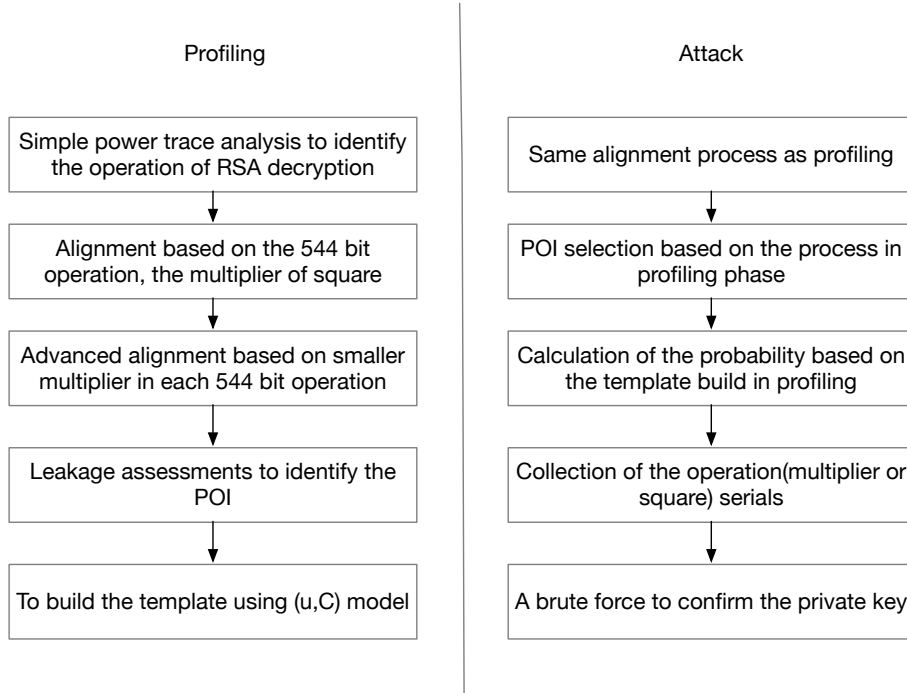 Profiling
Simple power trace analysis to identify
the operation of RSA decryption
Alignment based on the 544 bit
operation, the multiplier of square
Advanced alignment based on smaller
multiplier in each 544 bit operation
Leakage assessments to identify the
POI
To build the template using (u,C) model
Attack
Same alignment process as profiling
POI selection based on the process in
profiling phase
Calculation of the probability based on
the template build in profiling
Collection of the operation(multiplier or
square) serials
A brute force to confirm the private key